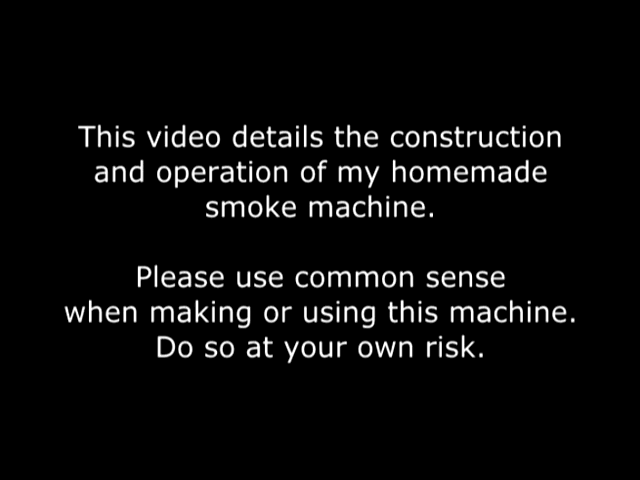 This video details the construction
and operation of my homemade
smoke machine.
Please use common sense
when making or using this machine.
Do so at your own risk.